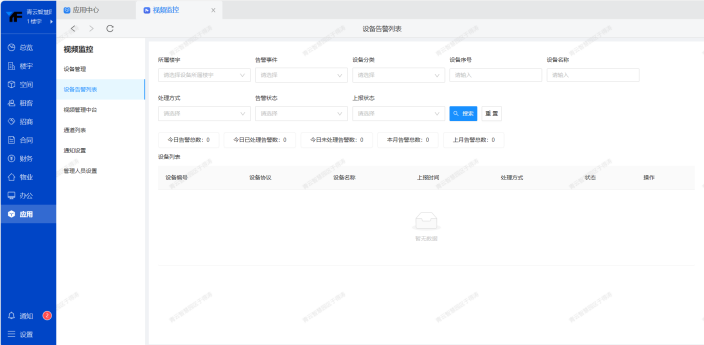 青云智慧
1楼宇
应用中心
视频监控
设备告警列表
总览
楼宇
空间
租客
招商
合同
财务
物业
办公
应用
通知
2
设置
视频监控
设备管理
设备告警列表
视频管理中台
通道列表
通知设置
管理人员设置
所属楼宇
告警事件
设备分类
设备序号
设备名称
请选择设备所属楼宇
请选择
请选择
请输入
请输入
处理方式
告警状态
上报状态
请选择
请选择
请选择
搜索
重 置
今日告警总数： 0
今日已处理告警数： 0
今日未处理告警数： 0
本月告警总数： 0
上月告警总数： 0
设备列表
设备编号
设备协议
设备名称
上报时间
处理方式
状态
操作
暂无数据